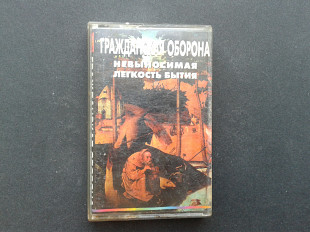 ГРАЖДАНСКАЯ ОБОРОНА
НЕВЫНОСИМАЯ
ЛЕГКОСТЬ БЫТИЯ